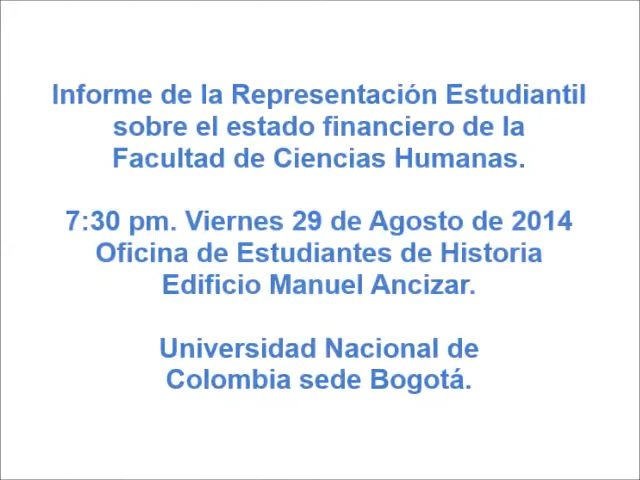 Informe de la Representación Estudiantil
sobre el estado financiero de la
Facultad de Ciencias Humanas.
7:30 pm. Viernes 29 de Agosto de 2014
Oficina de Estudiantes de Historia
Edificio Manuel Ancizar.
Universidad Nacional de
Colombia sede Bogotá.